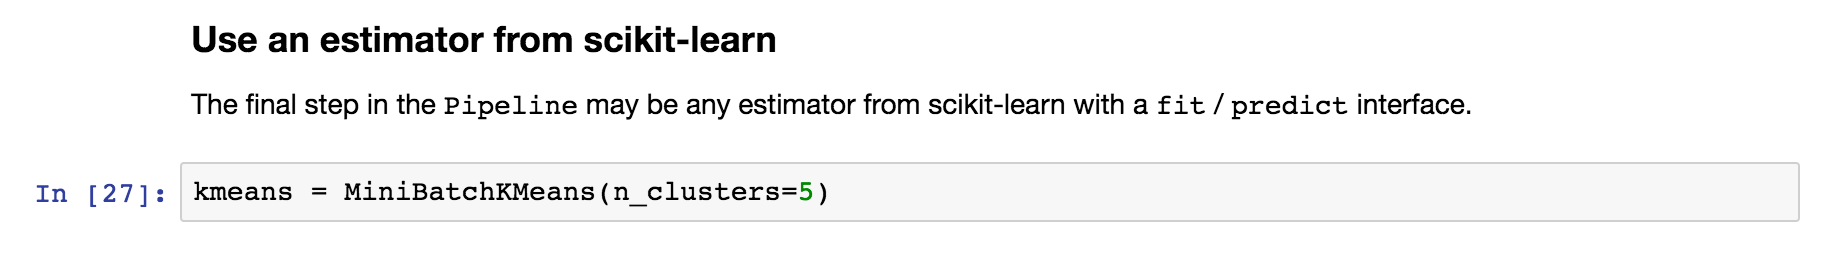 Use an estimator from scikit-learn
The final step in the Pipeline may be any estimator from scikit-learn with a fit / predict interface.
In [27]: kmeans = MiniBatchKMeans(n_clusters=5)